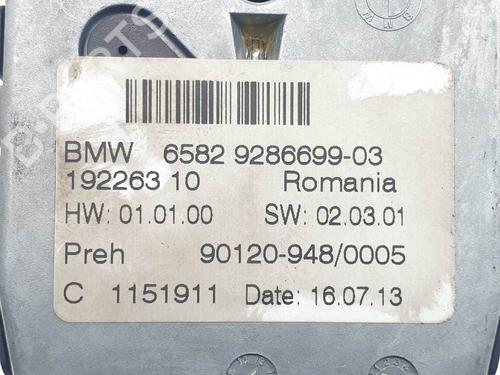 BMW 6582 9286699-03
192263 10 Romania
HW: 01.01.00 SW: 02.03.01
Preh 90120-948/0005
C 1151911 Date: 16.07.13